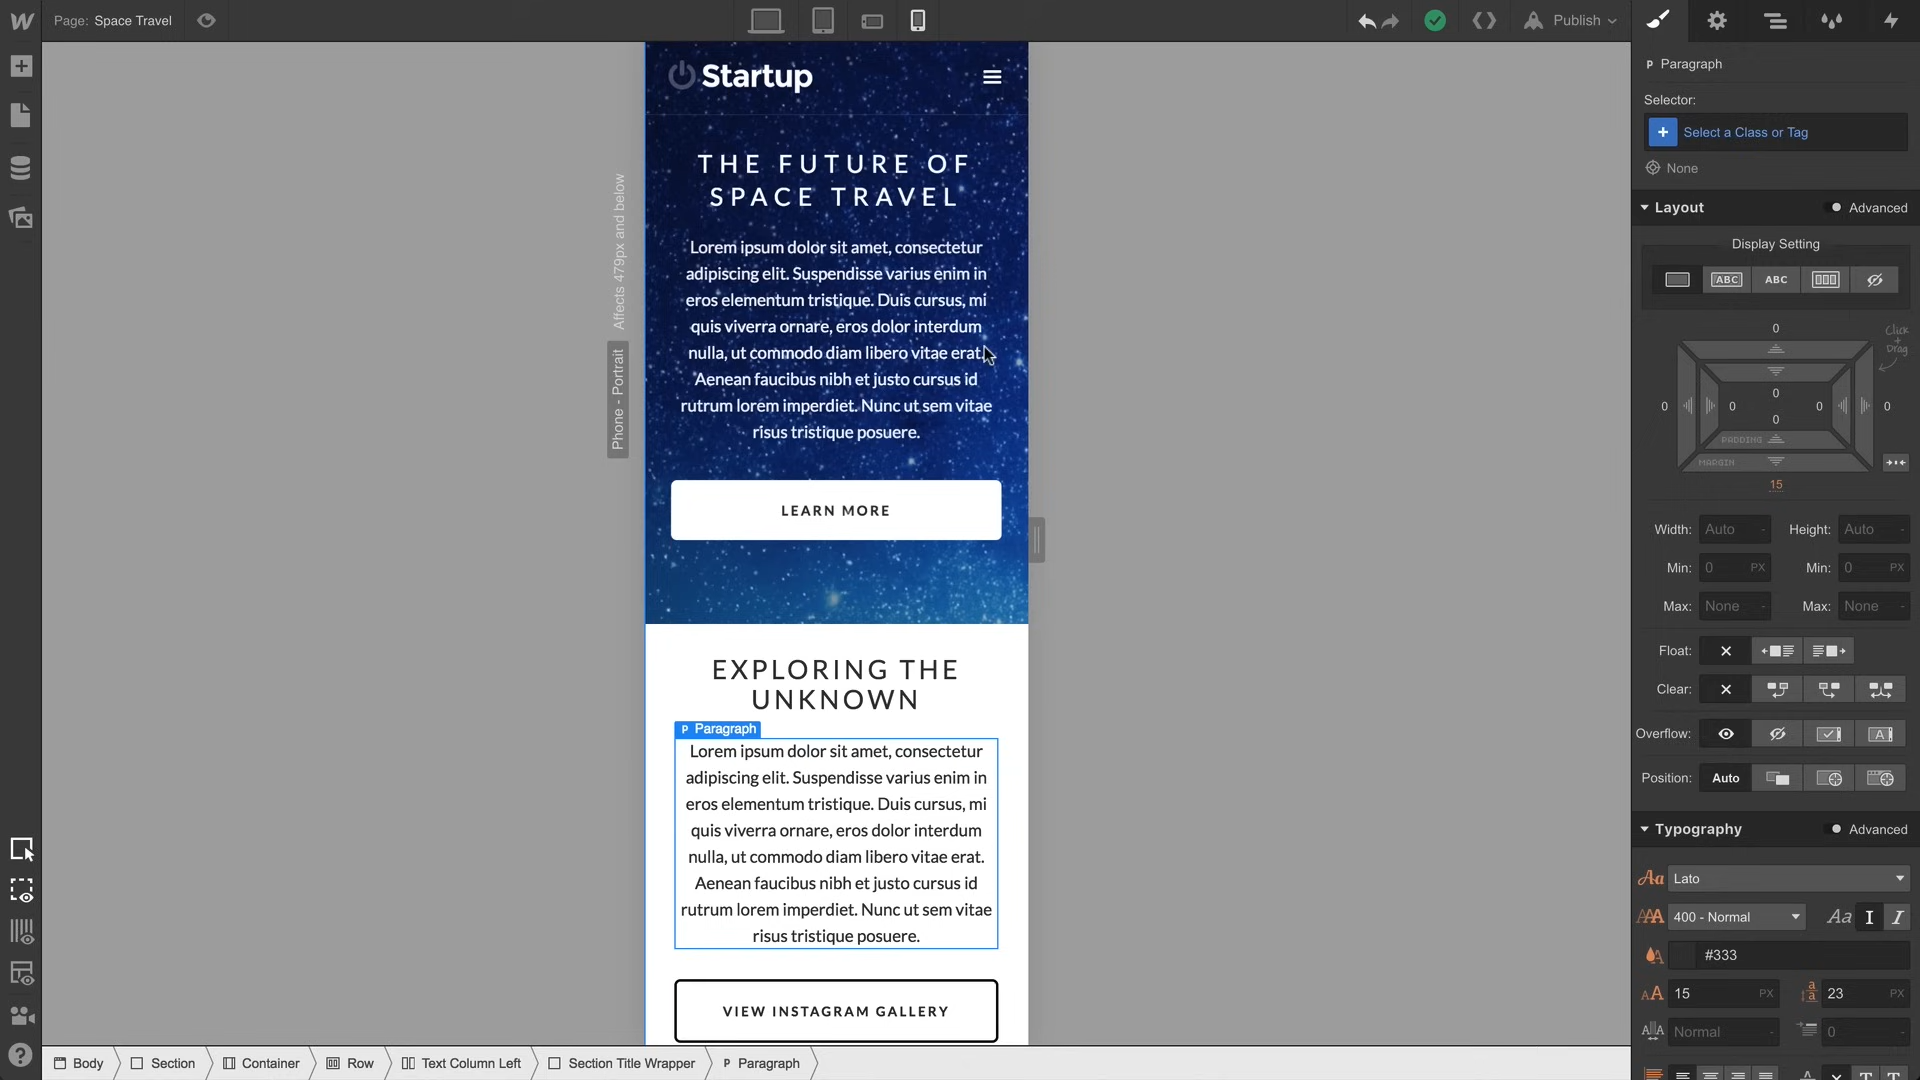 Page: Space Travel
Publish
P Paragraph
Selector:
Select a Class or Tag
None
Layout
Advanced
Display Setting
ABC
ABC
0
Click
+
Drag
0
0
0
0
0
0
PADDING
MARGIN
15
Width: Auto -
Height: Auto -
Min: 0 PX
Min: 0 PX
Max: None -
Max: None -
Float:
Clear:
Overflow:
A
Position: Auto
Typography
Advanced
Lato
400 - Normal
Aa I I
#333
15 PX
23 PX
Normal -
0
Affects 479px and below
Phone - Portrait
Startup
THE FUTURE OF
SPACE TRAVEL
Lorem ipsum dolor sit amet, consectetur
adipiscing elit. Suspendisse varius enim in
eros elementum tristique. Duis cursus, mi
quis viverra ornare, eros dolor interdum
nulla, ut commodo diam libero vitae erat.
Aenean faucibus nibh et justo cursus id
rutrum lorem imperdiet. Nunc ut sem vitae
risus tristique posuere.
LEARN MORE
EXPLORING THE
UNKNOWN
P Paragraph
Lorem ipsum dolor sit amet, consectetur
adipiscing elit. Suspendisse varius enim in
eros elementum tristique. Duis cursus, mi
quis viverra ornare, eros dolor interdum
nulla, ut commodo diam libero vitae erat.
Aenean faucibus nibh et justo cursus id
rutrum lorem imperdiet. Nunc ut sem vitae
risus tristique posuere.
VIEW INSTAGRAM GALLERY
Body
Section
Container
Row
Text Column Left
Section Title Wrapper
P Paragraph